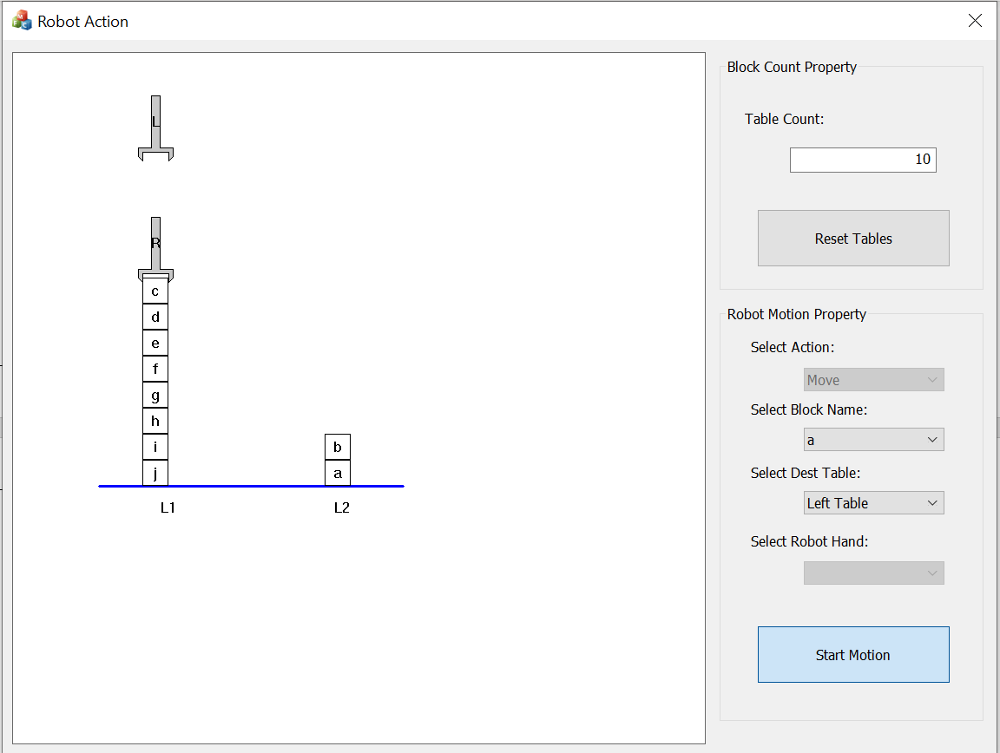 Robot Action
L
R
c
d
e
f
g
h
i
j
b
a
L1
L2
Block Count Property
Table Count:
10
Reset Tables
Robot Motion Property
Select Action:
Move
Select Block Name:
a
Select Dest Table:
Left Table
Select Robot Hand:
Start Motion